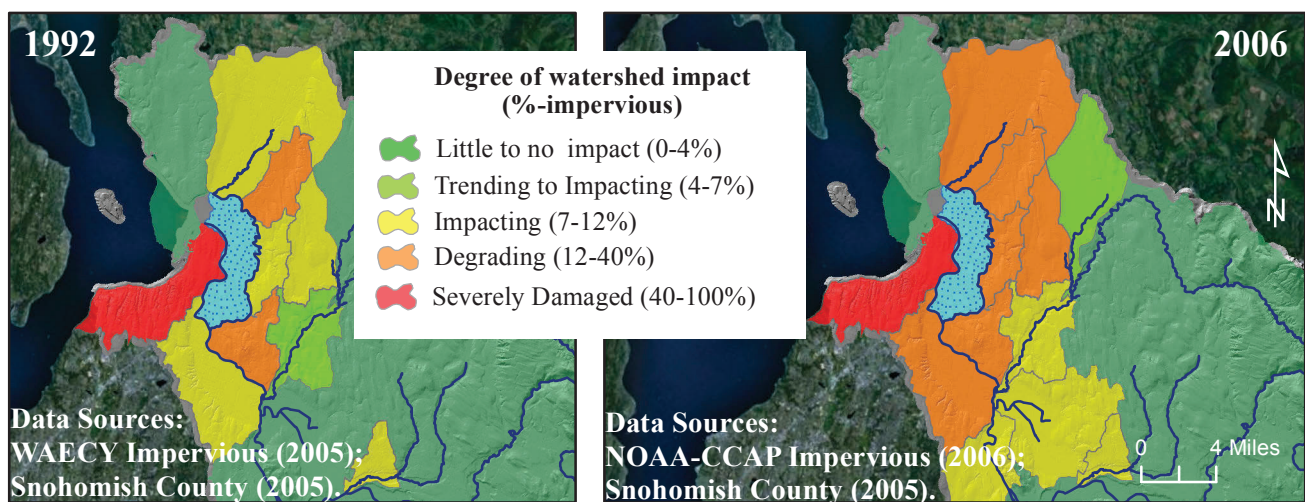 1992
2006
Degree of watershed impact
(%-impervious)
Little to no impact (0-4%)
Trending to Impacting (4-7%)
Impacting (7-12%)
Degrading (12-40%)
Severely Damaged (40-100%)
N
Data Sources:
WAECY Impervious (2005);
Snohomish County (2005).
Data Sources:
NOAA-CCAP Impervious (2006);
Snohomish County (2005).
0 4 Miles